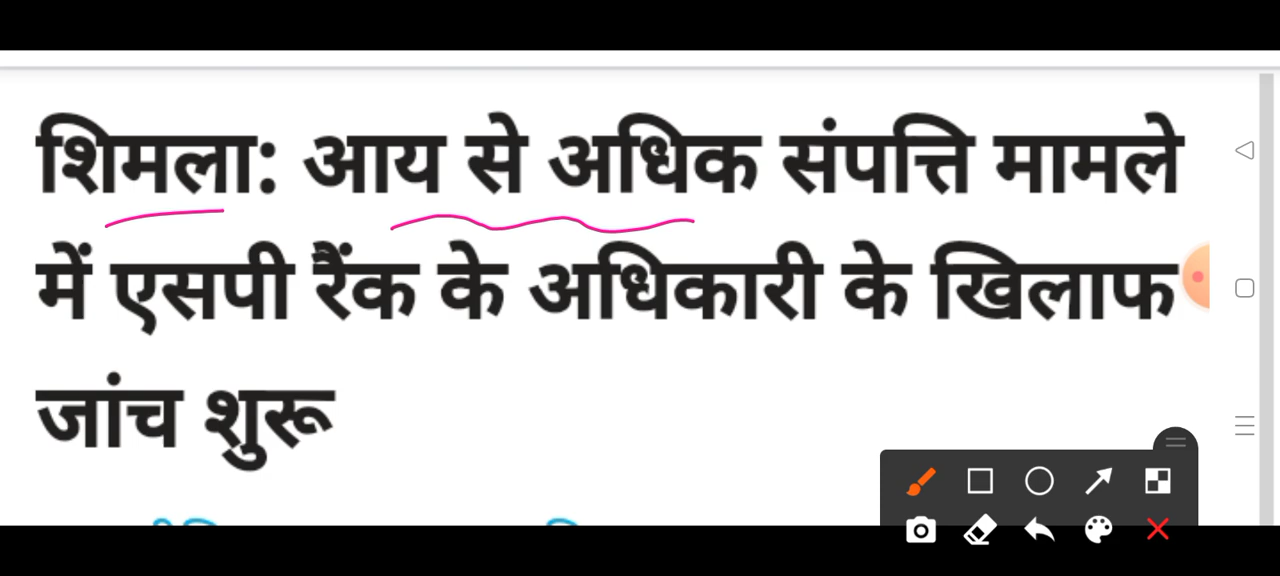 शिमला: आय से अधिक संपत्ति मामले
में एसपी रैंक के अधिकारी के खिलाफ
जांच शुरू